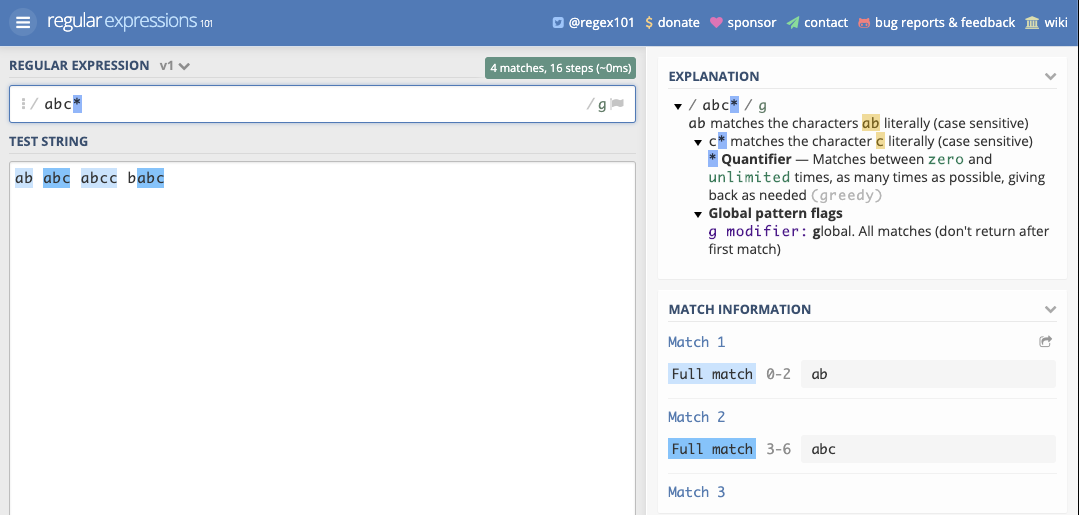 regular expressions 101
@regex101 $ donate sponsor contact bug reports & feedback wiki
REGULAR EXPRESSION v1
4 matches, 16 steps (~0ms)
/ abc* / g
TEST STRING
ab abc abcc babc
EXPLANATION
/ abc* / g
ab matches the characters ab literally (case sensitive)
c* matches the character c literally (case sensitive)
* Quantifier — Matches between zero and
unlimited times, as many times as possible, giving
back as needed (greedy)
Global pattern flags
g modifier: global. All matches (don't return after
first match)
MATCH INFORMATION
Match 1
Full match 0-2 ab
Match 2
Full match 3-6 abc
Match 3